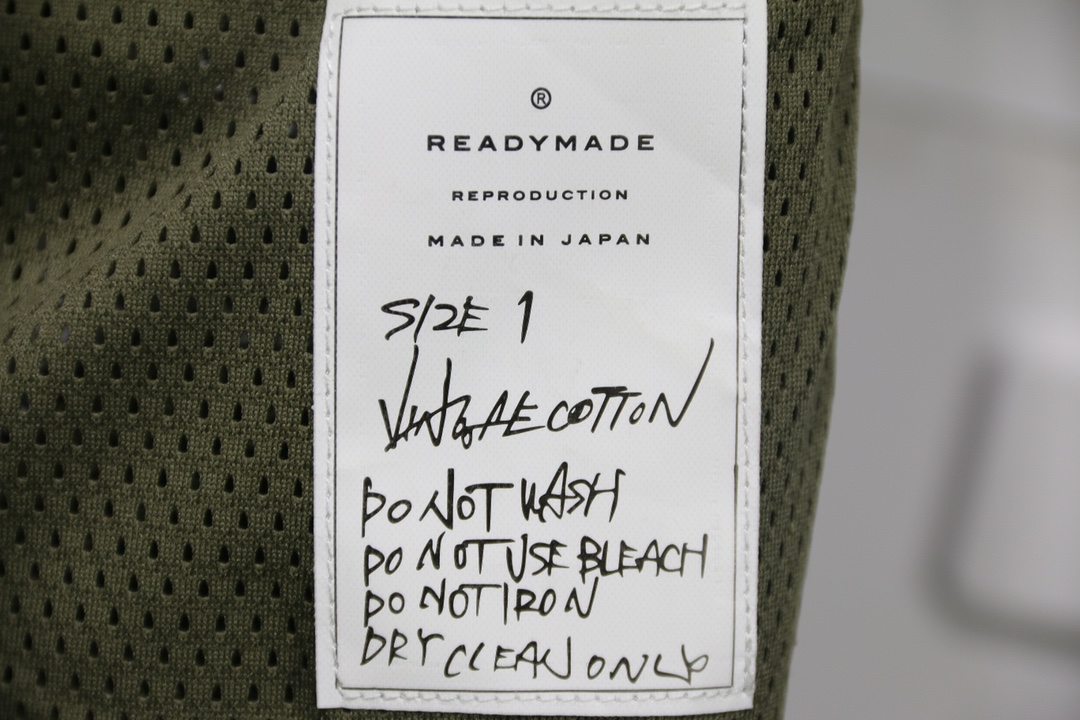 ®
READYMADE
REPRODUCTION
MADE IN JAPAN
SIZE 1
VINTAGE COTTON
DO NOT WASH
DO NOT USE BLEACH
DO NOT IRON
DRY CLEAN ONLY